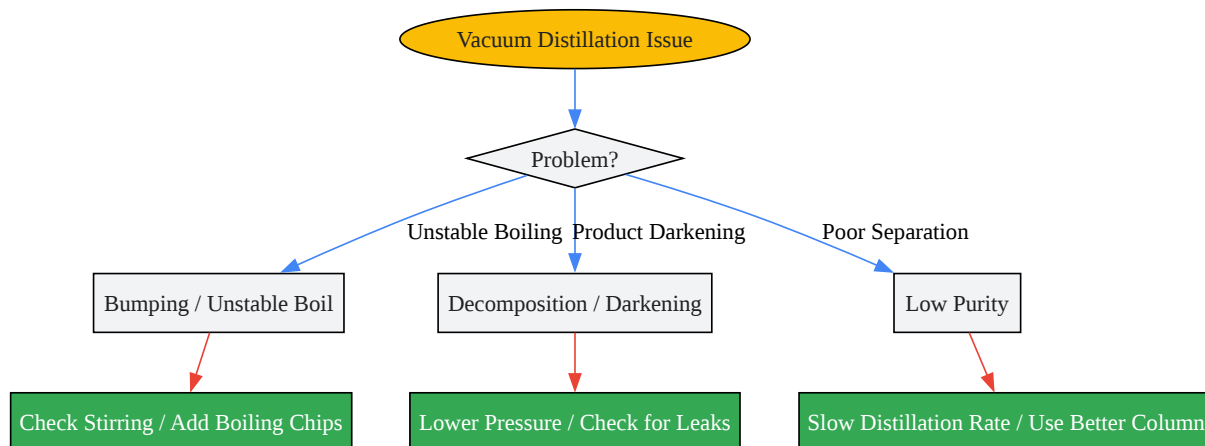 Vacuum Distillation Issue
Problem?
Unstable Boiling
Product Darkening
Poor Separation
Bumping / Unstable Boil
Decomposition / Darkening
Low Purity
Check Stirring / Add Boiling Chips
Lower Pressure / Check for Leaks
Slow Distillation Rate / Use Better Column